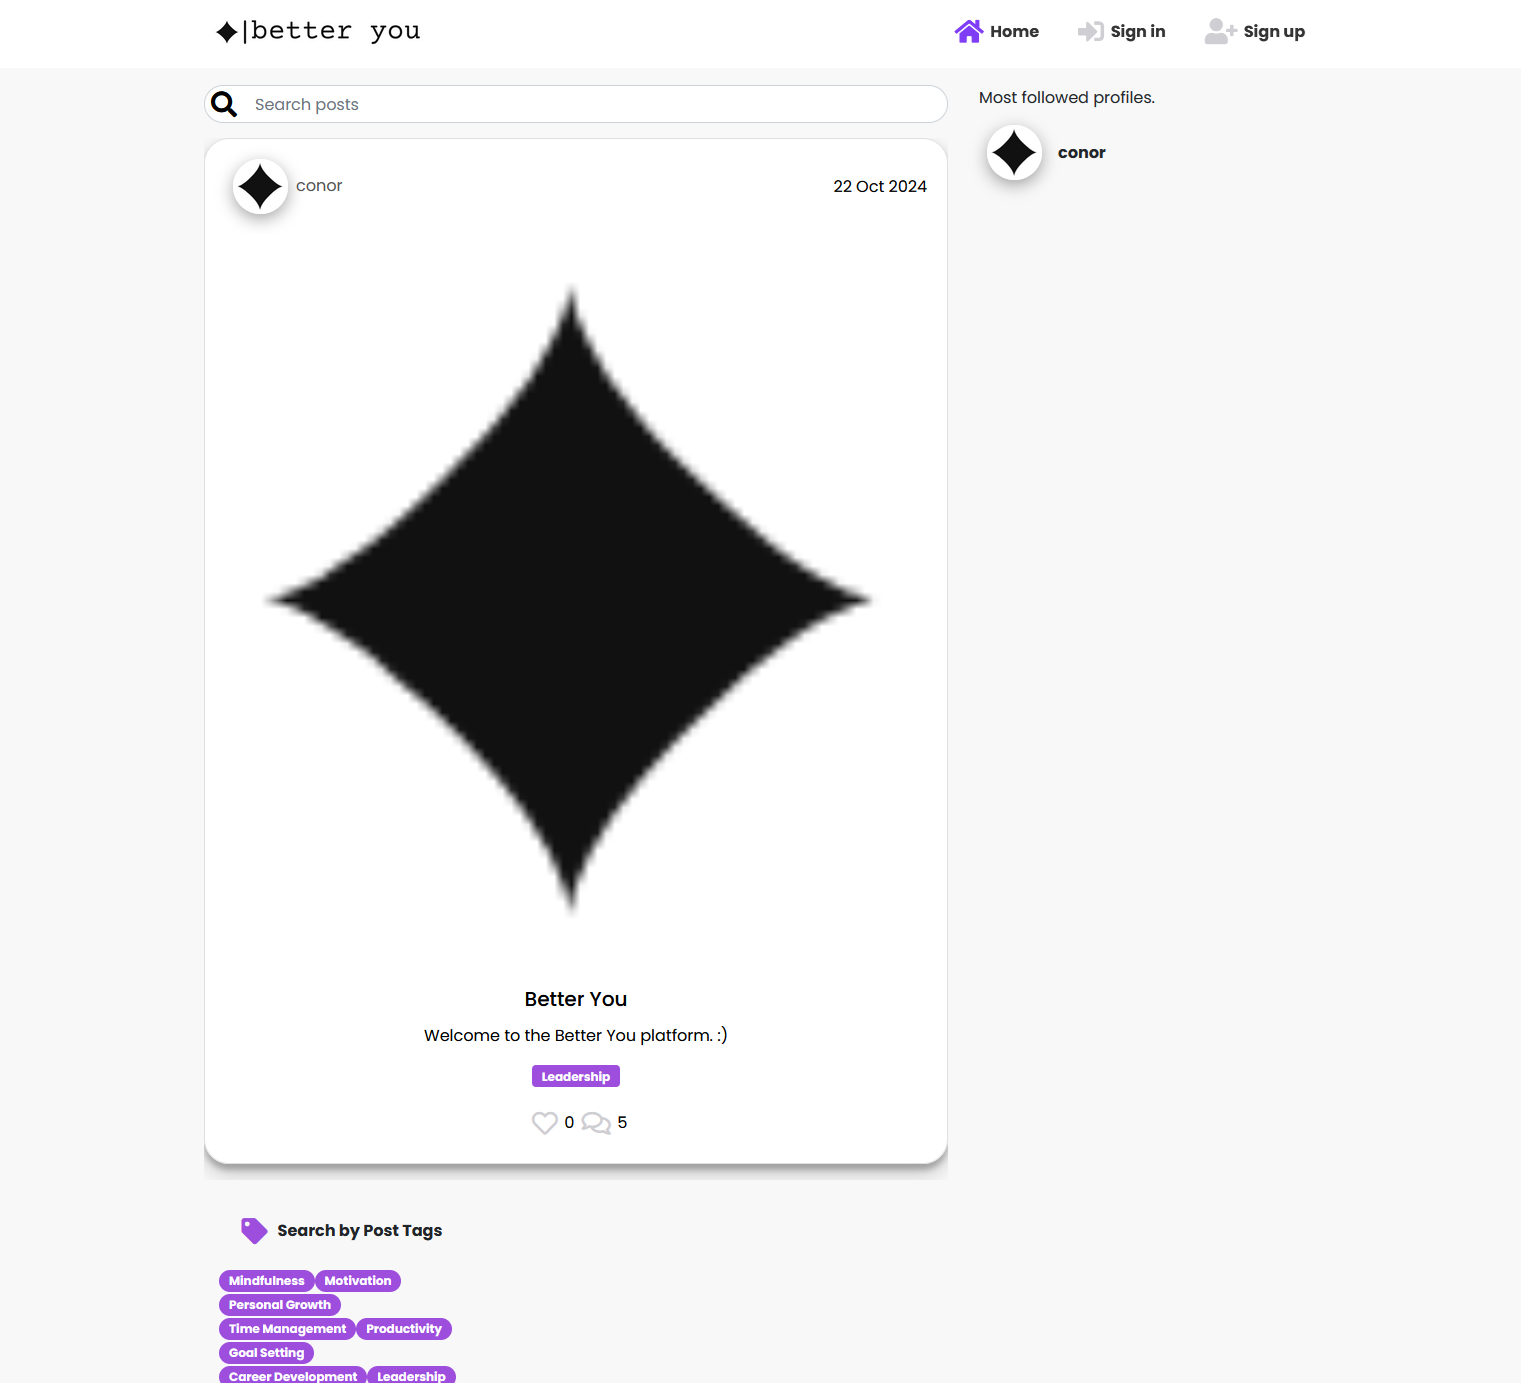 |better you
Home
Sign in
Sign up
Search posts
Most followed profiles.
conor
conor
22 Oct 2024
Better You
Welcome to the Better You platform. :)
Leadership
0 5
Search by Post Tags
Mindfulness Motivation
Personal Growth
Time Management Productivity
Goal Setting
Career Development Leadership